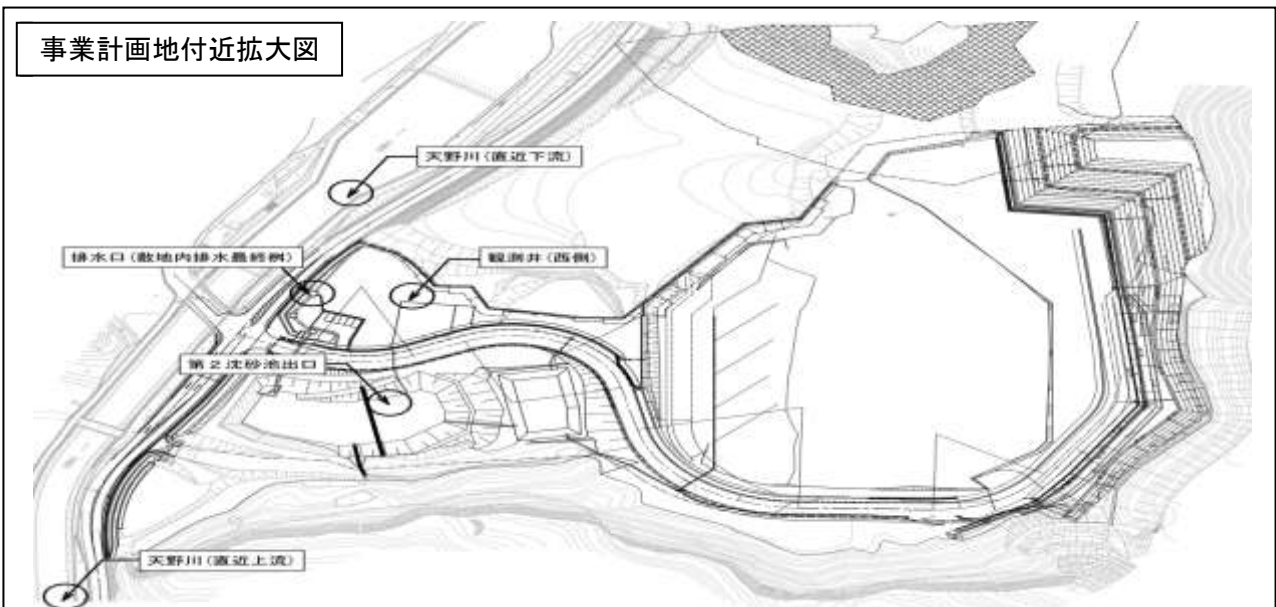 事業計画地付近拡大図
天野川(直近下流)
排水口(敷地内排水最終桝)
観測井(西側)
第2沈砂池出口
天野川(直近上流)